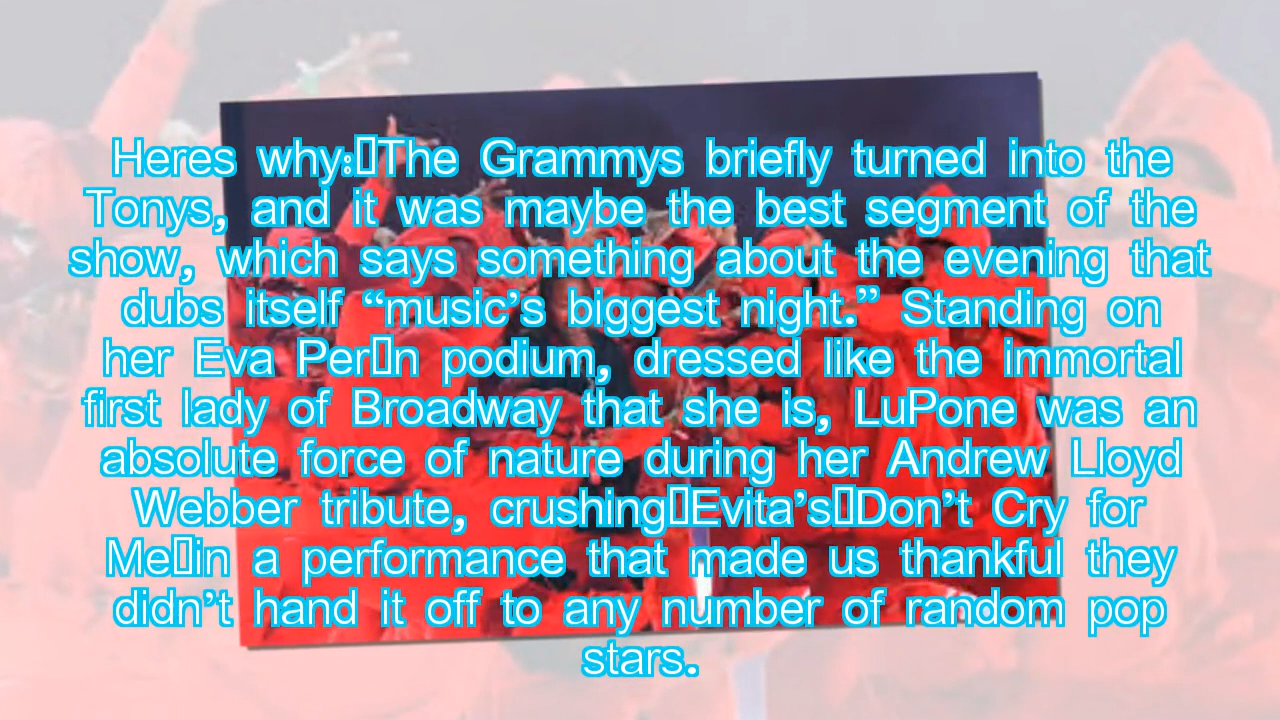 Heres why:▯The Grammys briefly turned into the
Tonys, and it was maybe the best segment of the
show, which says something about the evening that
dubs itself “music’s biggest night.” Standing on
her Eva Per▯n podium, dressed like the immortal
first lady of Broadway that she is, LuPone was an
absolute force of nature during her Andrew Lloyd
Webber tribute, crushing▯Evita’s▯Don’t Cry for
Me▯in a performance that made us thankful they
didn’t hand it off to any number of random pop
stars.